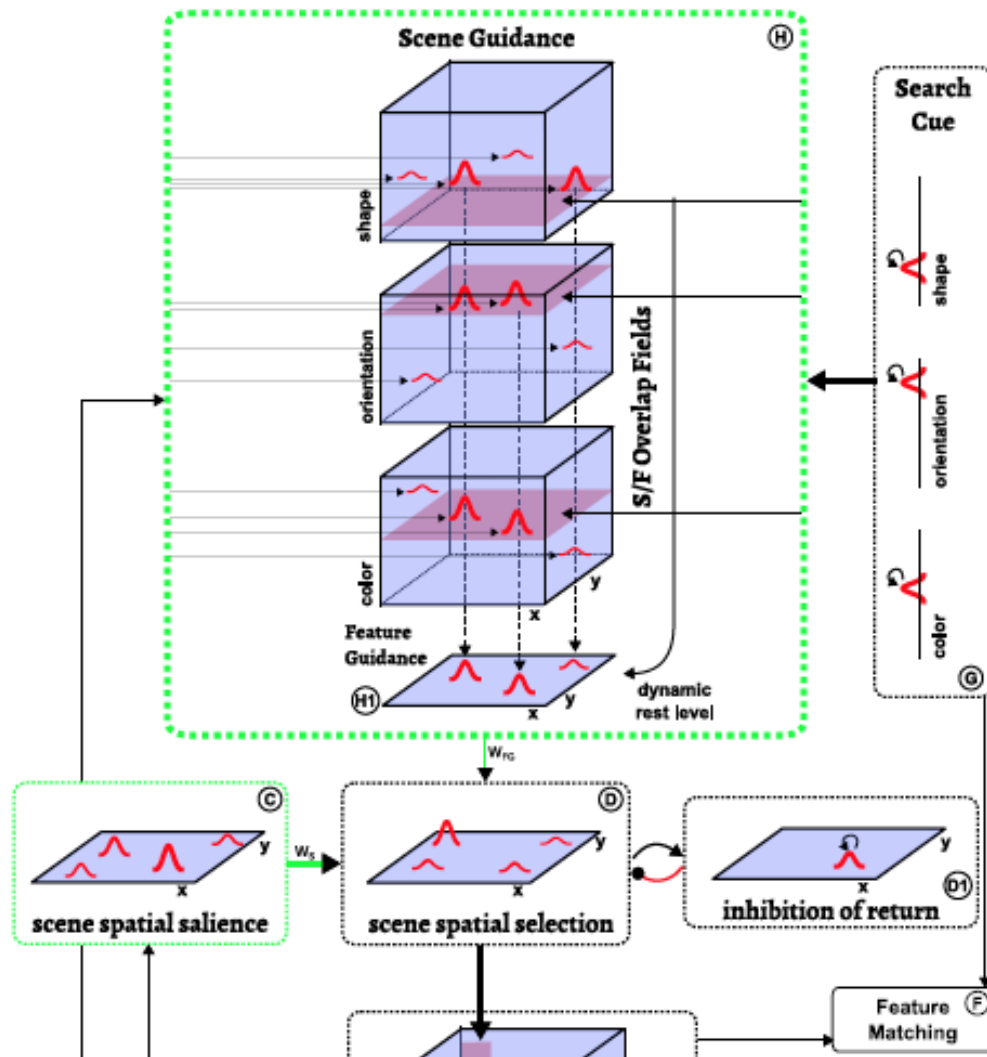 Scene Guidance
H
Search
Cue
shape
shape
orientation
orientation
S/F Overlap Fields
color
color
y
x
Feature
Guidance
H1
y
x
dynamic
rest level
G
W_FG
C
D
y
x
W_S
y
x
y
x
D1
scene spatial salience
scene spatial selection
inhibition of return
Feature
Matching
F